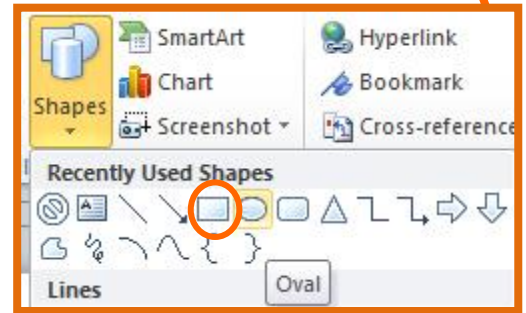 SmartArt
Hyperlink
Chart
Bookmark
Shapes
Screenshot
Cross-reference
Recently Used Shapes
A
Lines
Oval